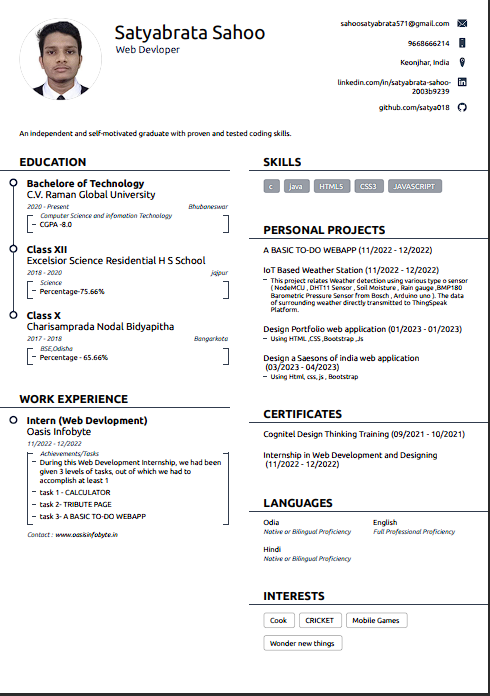 Satyabrata Sahoo
Web Devloper
sahoosatyabrata571@gmail.com
9668666214
Keonjhar, India
linkedin.com/in/satyabrata-sahoo-
2003b9239
github.com/satya018
An independent and self-motivated graduate with proven and tested coding skills.
EDUCATION
Bachelore of Technology
C.V. Raman Global University
2020 - Present Bhubaneswar
Computer Science and infomation Technology
– CGPA -8.0
Class XII
Excelsior Science Residential H S School
2018 - 2020 jajpur
Science
– Percentage-75.66%
Class X
Charisamprada Nodal Bidyapitha
2017 - 2018 Bangarkota
BSE,Odisha
– Percentage - 65.66%
WORK EXPERIENCE
Intern (Web Devlopment)
Oasis Infobyte
11/2022 - 12/2022
Achievements/Tasks
– During this Web Development Internship, we had been
given 3 levels of tasks, out of which we had to
accomplish at least 1
– task 1 - CALCULATOR
– task 2- TRIBUTE PAGE
– task 3- A BASIC TO-DO WEBAPP
Contact : www.oasisinfobyte.in
SKILLS
c java HTML5 CSS3 JAVASCRIPT
PERSONAL PROJECTS
A BASIC TO-DO WEBAPP (11/2022 - 12/2022)
IoT Based Weather Station (11/2022 - 12/2022)
– This project relates Weather detection using various type o sensor
( NodeMCU , DHT11 Sensor , Soil Moisture , Rain gauge ,BMP180
Barometric Pressure Sensor from Bosch , Arduino uno ). The data
of surrounding weather directly transmitted to ThingSpeak
Platform.
Design Portfolio web application (01/2023 - 01/2023)
– Using HTML ,CSS ,Bootstrap ,Js
Design a Saesons of india web application
(03/2023 - 04/2023)
– Using Html, css, js , Bootstrap
CERTIFICATES
Cognitel Design Thinking Training (09/2021 - 10/2021)
Internship in Web Development and Designing
(11/2022 - 12/2022)
LANGUAGES
Odia English
Native or Bilingual Proficiency Full Professional Proficiency
Hindi
Native or Bilingual Proficiency
INTERESTS
Cook CRICKET Mobile Games
Wonder new things